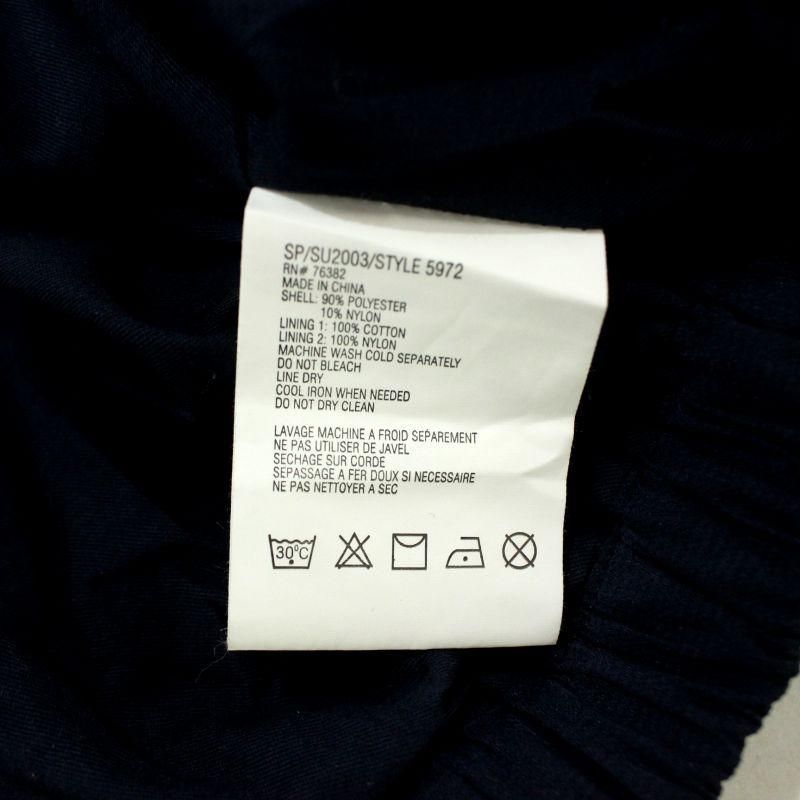 SP/SU2003/STYLE 5972
RN# 76382
MADE IN CHINA
SHELL: 90% POLYESTER
10% NYLON
LINING 1: 100% COTTON
LINING 2: 100% NYLON
MACHINE WASH COLD SEPARATELY
DO NOT BLEACH
LINE DRY
COOL IRON WHEN NEEDED
DO NOT DRY CLEAN
LAVAGE MACHINE A FROID SEPAREMENT
NE PAS UTILISER DE JAVEL
SECHAGE SUR CORDE
SEPASSAGE A FER DOUX SI NECESSAIRE
NE PAS NETTOYER A SEC
30°C